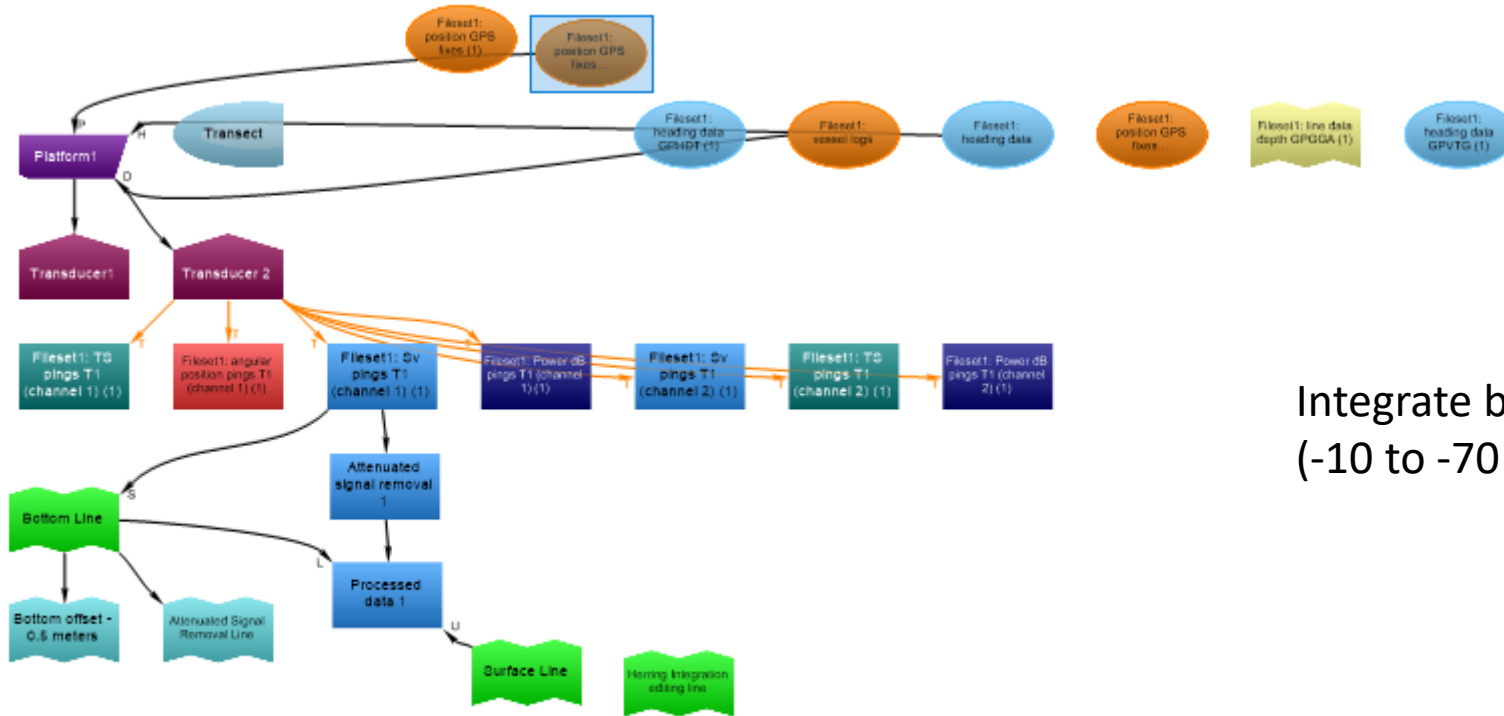 Fileset1:
position GPS
fixes (1)
Fileset1:
position GPS
fixes...
P
H
Platform1
Transect
Fileset1:
heading data
GPHDT (1)
Fileset1:
vessel logs
Fileset1:
heading data
Fileset1:
position GPS
fixes...
Fileset1: line data
depth GPGGA (1)
Fileset1:
heading data
GPVTG (1)
O
Transducer1
Transducer 2
T
T
T
T
T
T
T
Fileset1: TS
pings T1
(channel 1) (1)
Fileset1: angular
position pings T1
(channel 1) (1)
Fileset1: Sv
pings T1
(channel 1) (1)
Fileset1: Power dB
pings T1 (channel
1) (1)
Fileset1: Sv
pings T1
(channel 2) (1)
Fileset1: TS
pings T1
(channel 2) (1)
Fileset1: Power dB
pings T1 (channel
2) (1)
Integrate b
(-10 to -70
Attenuated
signal removal
1
S
Bottom Line
L
Processed
data 1
Bottom offset -
0.5 meters
Attenuated Signal
Removal Line
U
Surface Line
Herring Integration
editing line